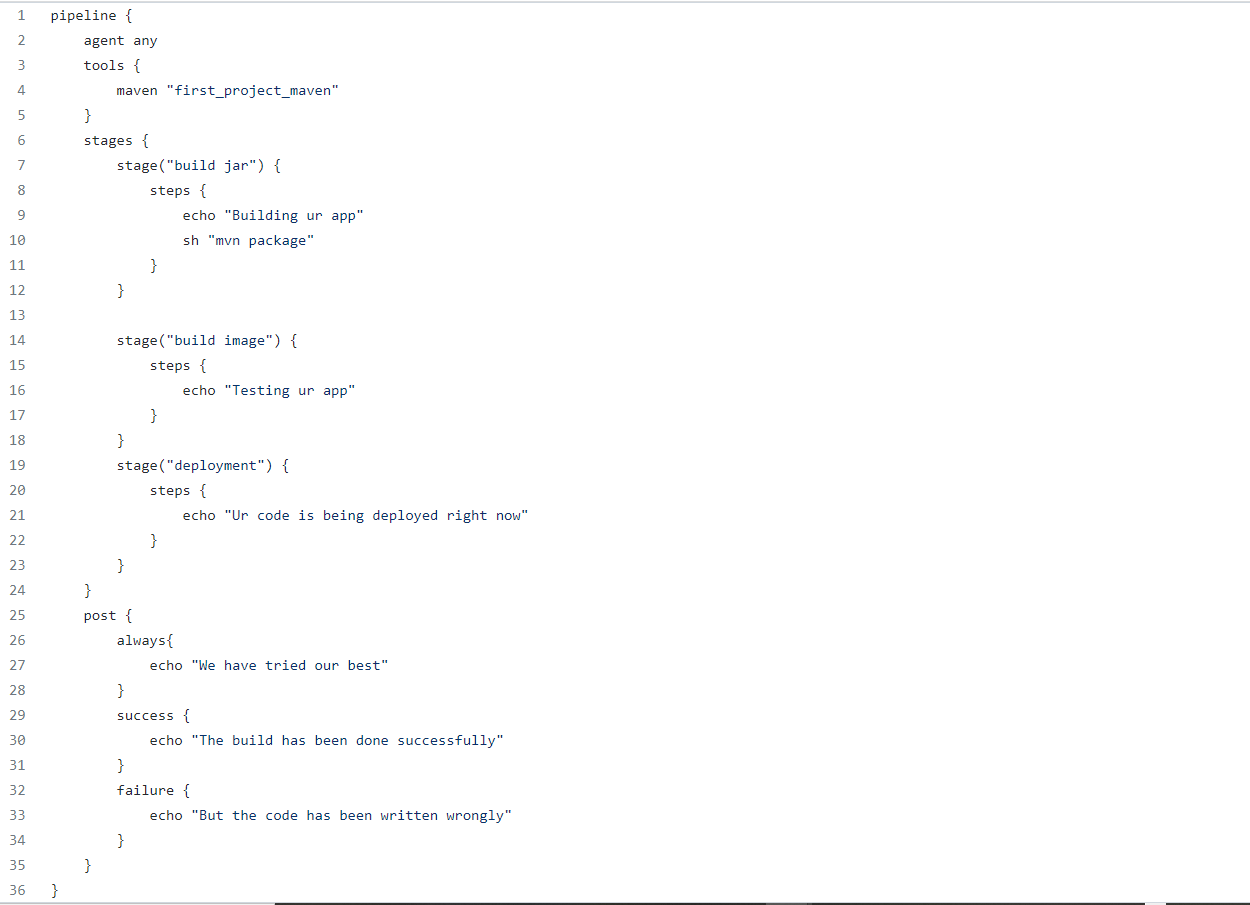 1 pipeline {
2     agent any
3     tools {
4         maven "first_project_maven"
5     }
6     stages {
7         stage("build jar") {
8             steps {
9                 echo "Building ur app"
10                 sh "mvn package"
11             }
12         }
13
14         stage("build image") {
15             steps {
16                 echo "Testing ur app"
17             }
18         }
19         stage("deployment") {
20             steps {
21                 echo "Ur code is being deployed right now"
22             }
23         }
24     }
25     post {
26         always{
27             echo "We have tried our best"
28         }
29         success {
30             echo "The build has been done successfully"
31         }
32         failure {
33             echo "But the code has been written wrongly"
34         }
35     }
36 }